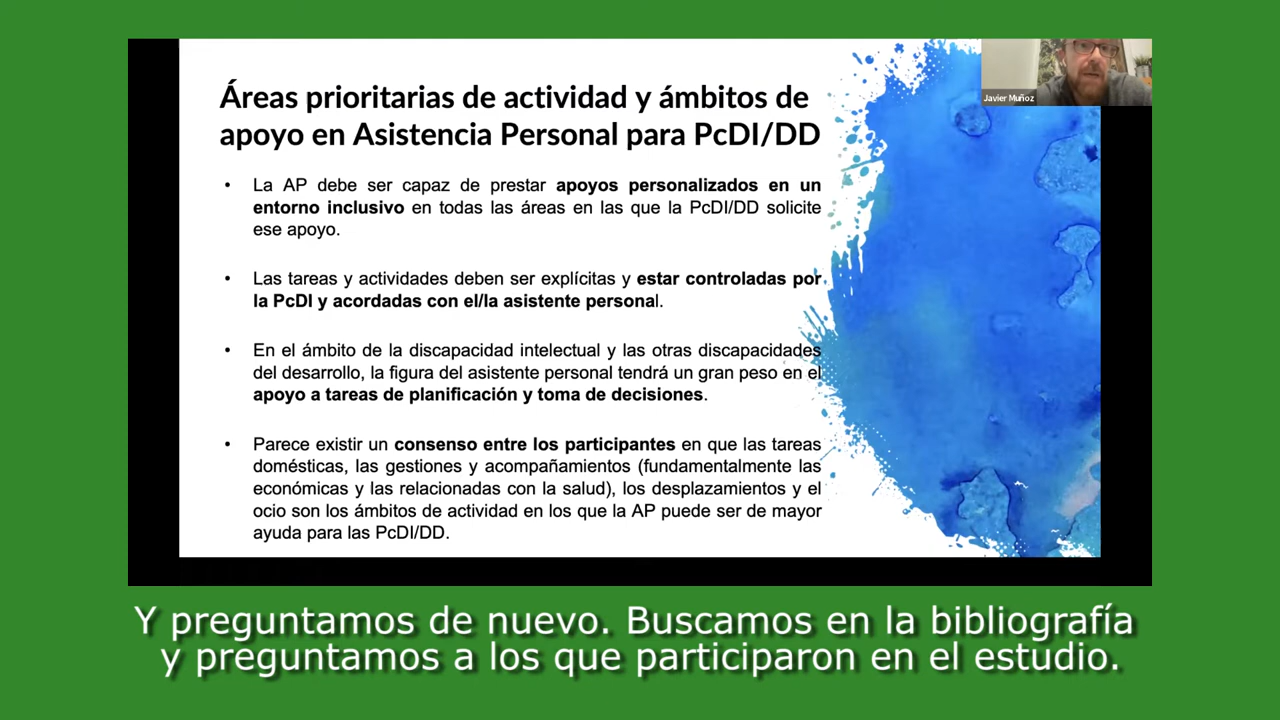 Áreas prioritarias de actividad y ámbitos de
apoyo en Asistencia Personal para PcDI/DD
Javier Muñoz
• La AP debe ser capaz de prestar apoyos personalizados en un
entorno inclusivo en todas las áreas en las que la PcDI/DD solicite
ese apoyo.
• Las tareas y actividades deben ser explícitas y estar controladas por
la PcDI y acordadas con el/la asistente personal.
• En el ámbito de la discapacidad intelectual y las otras discapacidades
del desarrollo, la figura del asistente personal tendrá un gran peso en el
apoyo a tareas de planificación y toma de decisiones.
• Parece existir un consenso entre los participantes en que las tareas
domésticas, las gestiones y acompañamientos (fundamentalmente las
económicas y las relacionadas con la salud), los desplazamientos y el
ocio son los ámbitos de actividad en los que la AP puede ser de mayor
ayuda para las PcDI/DD.
Y preguntamos de nuevo. Buscamos en la bibliografía
y preguntamos a los que participaron en el estudio.